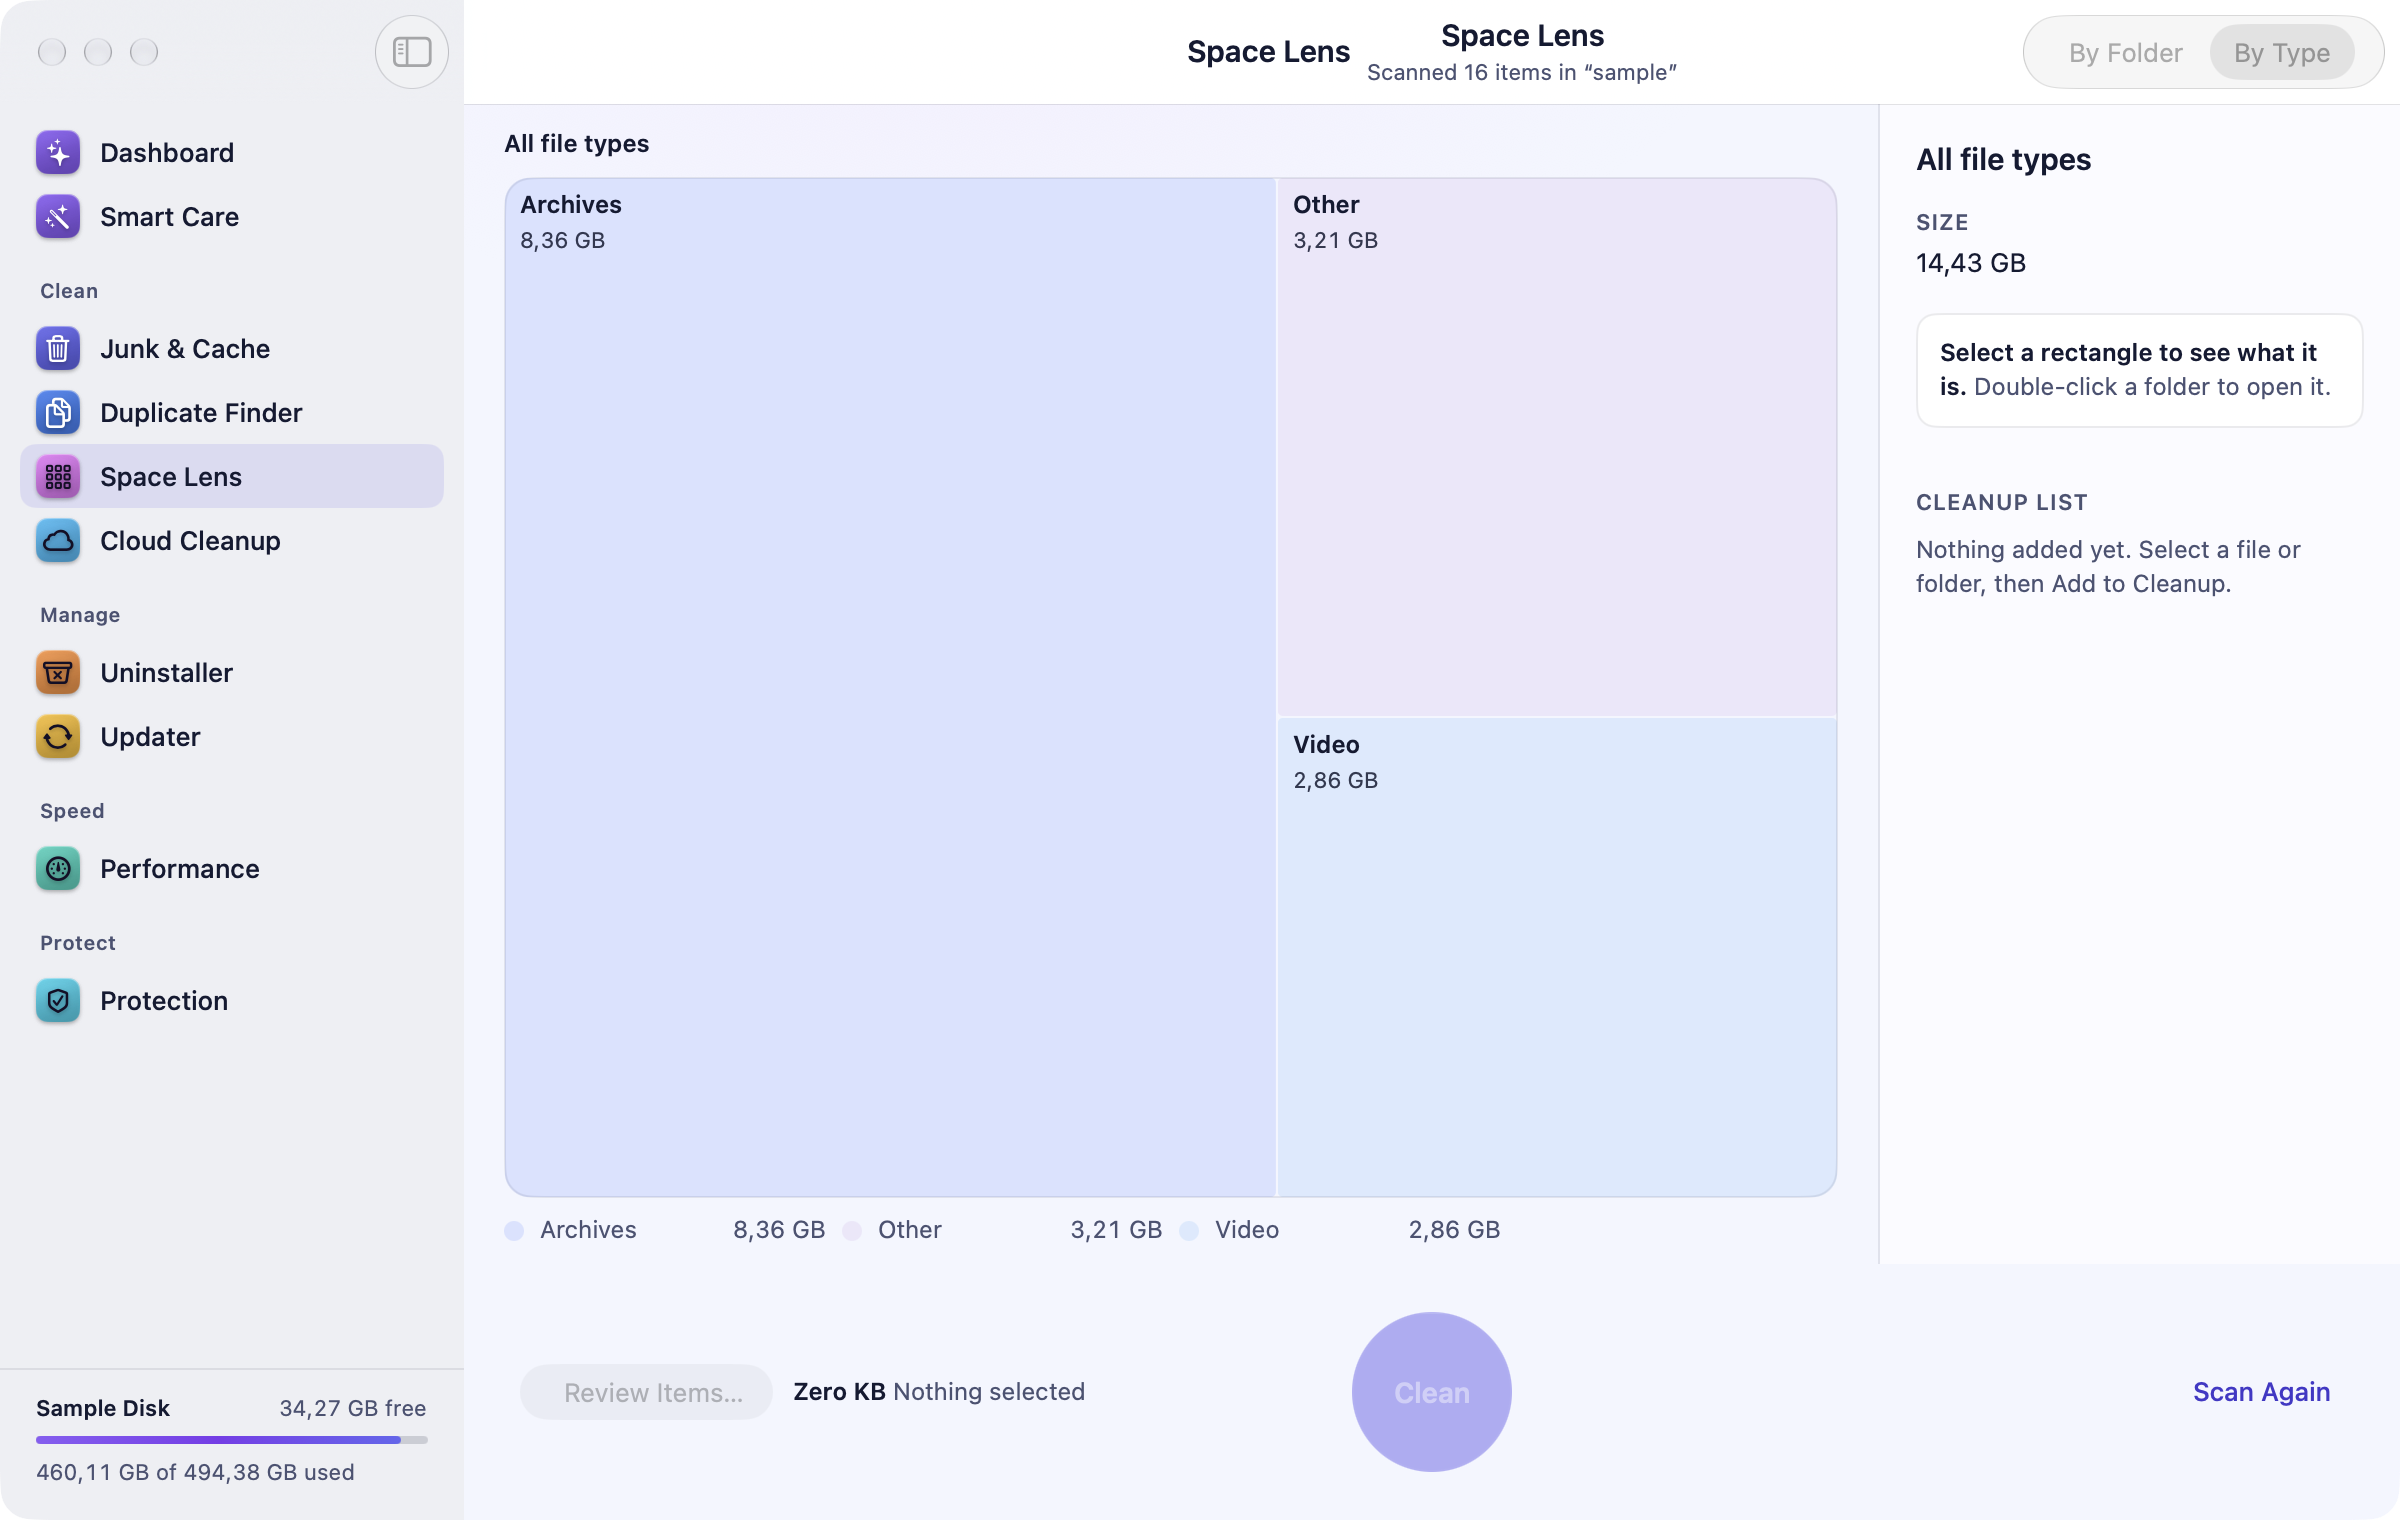 Space Lens
Space Lens
Scanned 16 items in “sample”
By Folder
By Type
Dashboard
Smart Care
Clean
Junk & Cache
Duplicate Finder
Space Lens
Cloud Cleanup
Manage
Uninstaller
Updater
Speed
Performance
Protect
Protection
Sample Disk
34,27 GB free
460,11 GB of 494,38 GB used
All file types
Archives
8,36 GB
Other
3,21 GB
Video
2,86 GB
Archives 8,36 GB Other 3,21 GB Video 2,86 GB
All file types
SIZE
14,43 GB
Select a rectangle to see what it
is. Double-click a folder to open it.
CLEANUP LIST
Nothing added yet. Select a file or
folder, then Add to Cleanup.
Review Items...
Zero KB Nothing selected
Clean
Scan Again